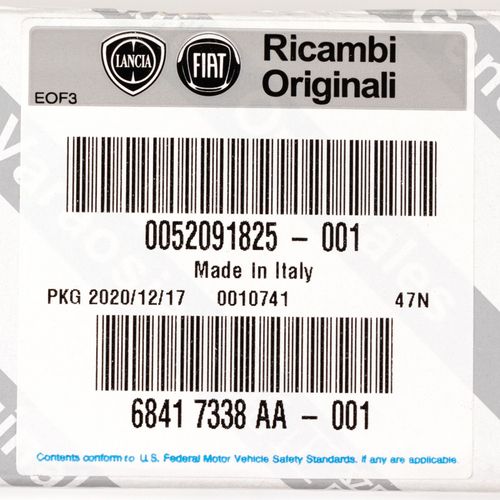 LANCIA FIAT Ricambi
Originali
EOF3
0052091825 - 001
Made In Italy
PKG 2020/12/17 0010741 47N
6841 7338 AA - 001
Contents conform to U.S. Federal Motor Vehicle Safety Standards. if any are applicable